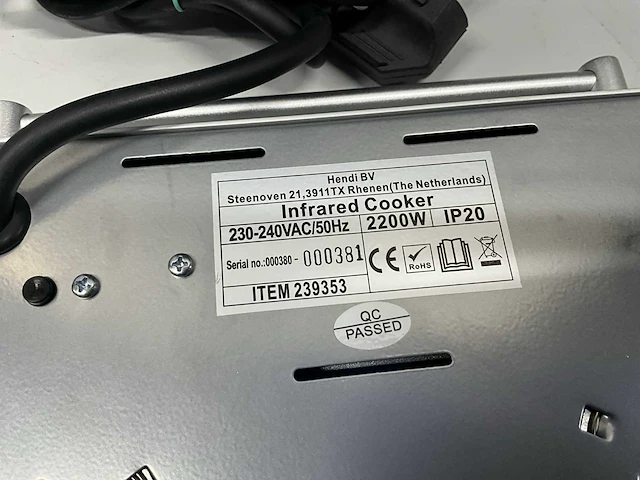 Hendi BV
Steenoven 21,3911TX Rhenen(The Netherlands)
Infrared Cooker
230-240VAC/50Hz 2200W IP20
Serial no.:000380- 000381
CE RoHS
ITEM 239353
QC
PASSED